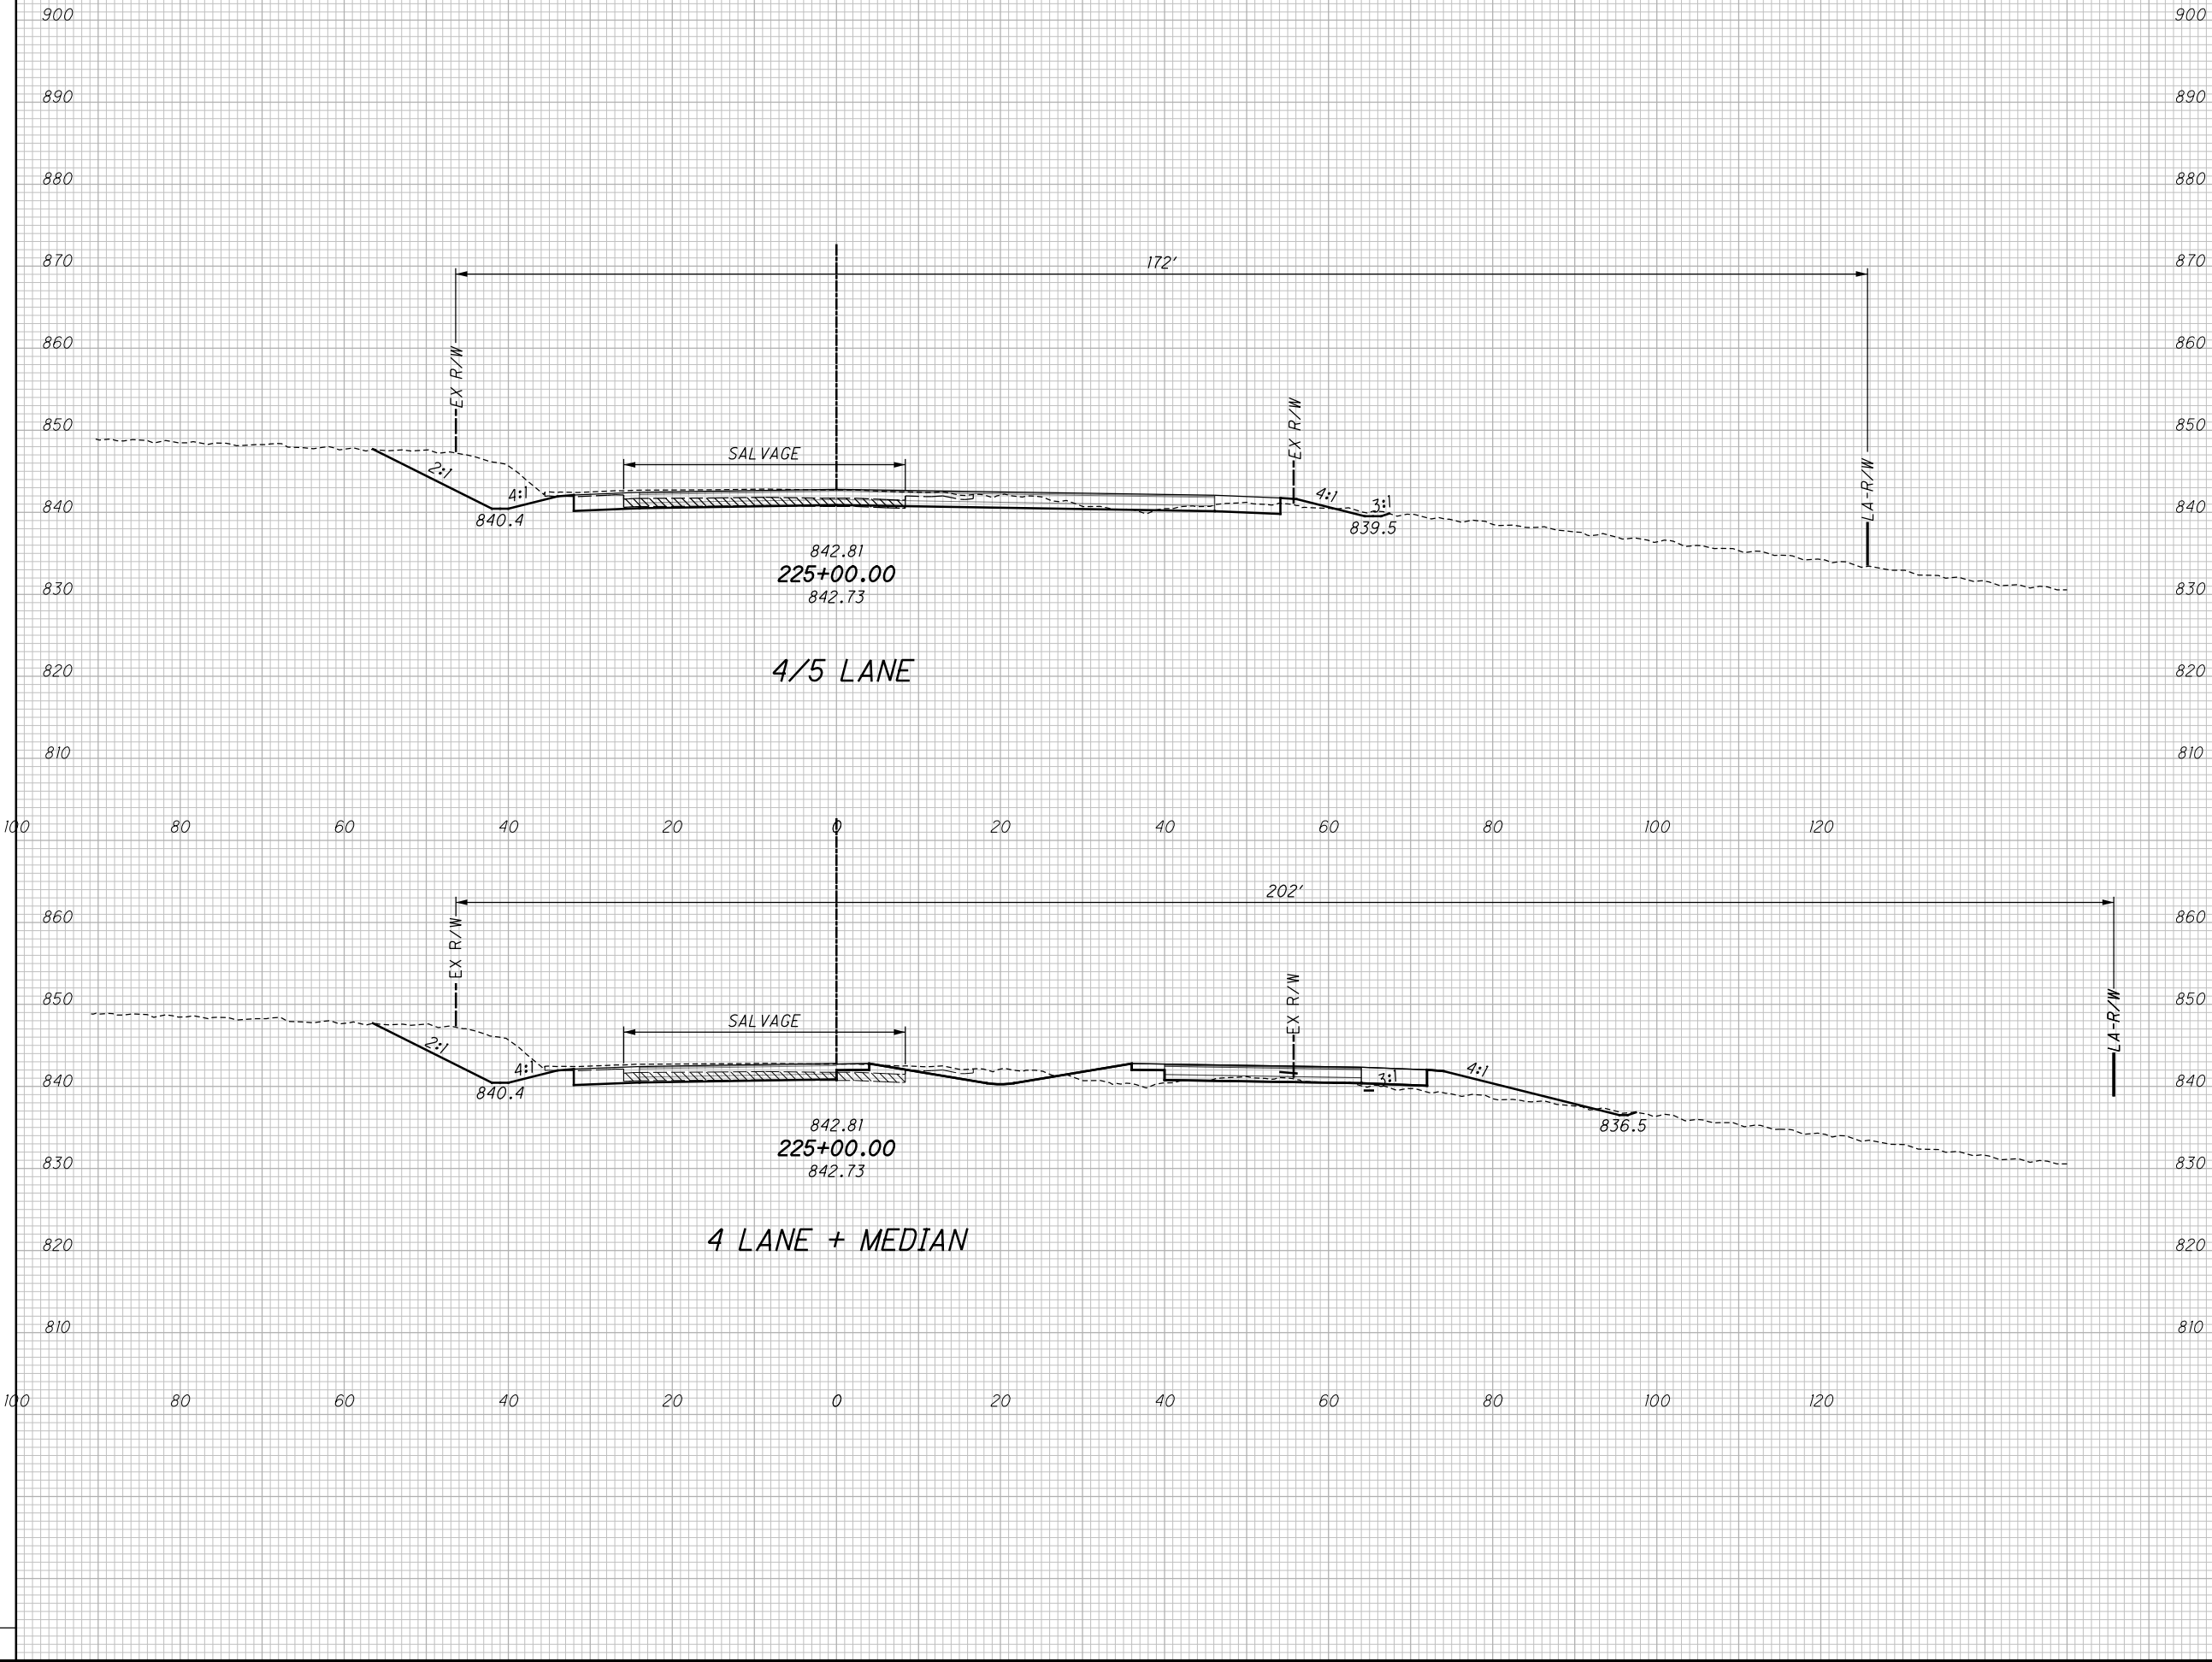 900 900
890 890
880 880
870 870
172'
860 860
EX R/W
850 850
EX R/W
SALVAGE
LA-R/W
2:1 4:1 4:1 3:1
840 840
840.4 839.5
842.81
225+00.00
830 830
842.73
820 820
4/5 LANE
810 810
100 80 60 40 20 0 20 40 60 80 100 120
202'
860 860
EX R/W
850 850
EX R/W
SALVAGE
LA-R/W
2:1 4:1 3:1 4:1
840 840
840.4 836.5
842.81
225+00.00
830 830
842.73
820 820
4 LANE + MEDIAN
810 810
100 80 60 40 20 0 20 40 60 80 100 120